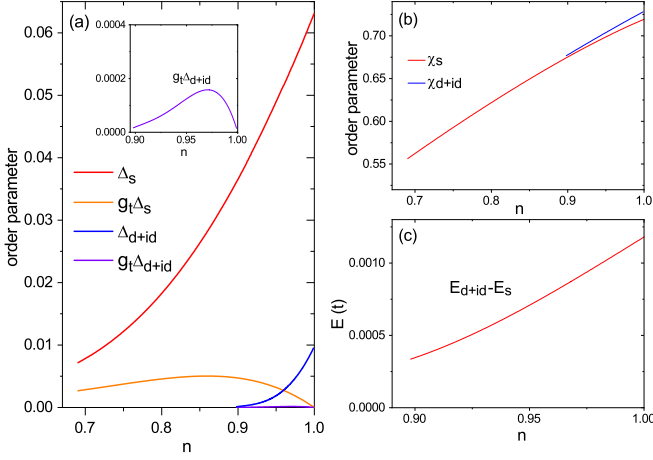 (a)
order parameter
0.06
0.05
0.04
0.03
0.02
0.01
0.00
0.7
0.8
0.9
1.0
n
Δs
gtΔs
Δd+id
gtΔd+id
0.0004
0.0002
0.0000
0.90
0.95
1.00
n
gtΔd+id
(b)
order parameter
0.70
0.65
0.60
0.55
0.7
0.8
0.9
1.0
n
χs
χd+id
(c)
E (t)
0.0010
0.0005
0.0000
0.90
0.95
1.00
n
Ed+id-Es